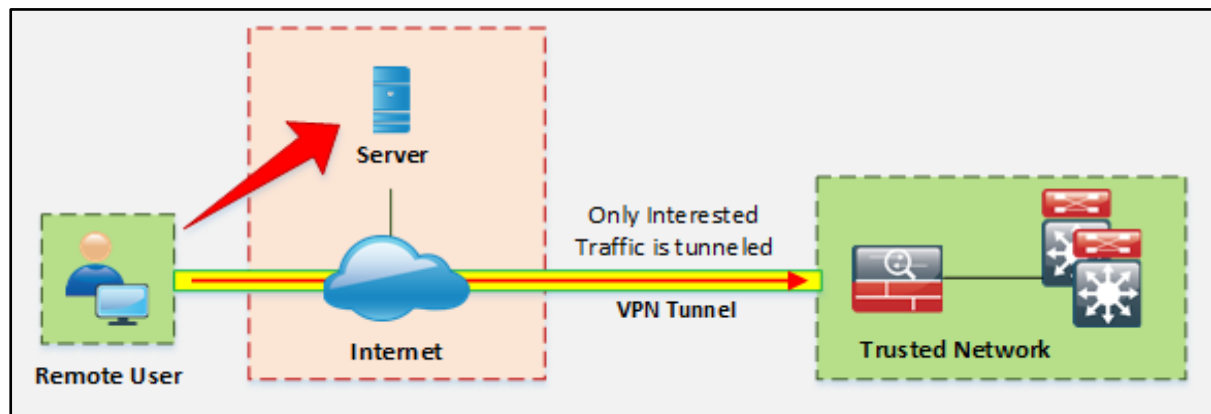 Server
Only Interested
Traffic is tunneled
VPN Tunnel
Internet
Trusted Network
Remote User